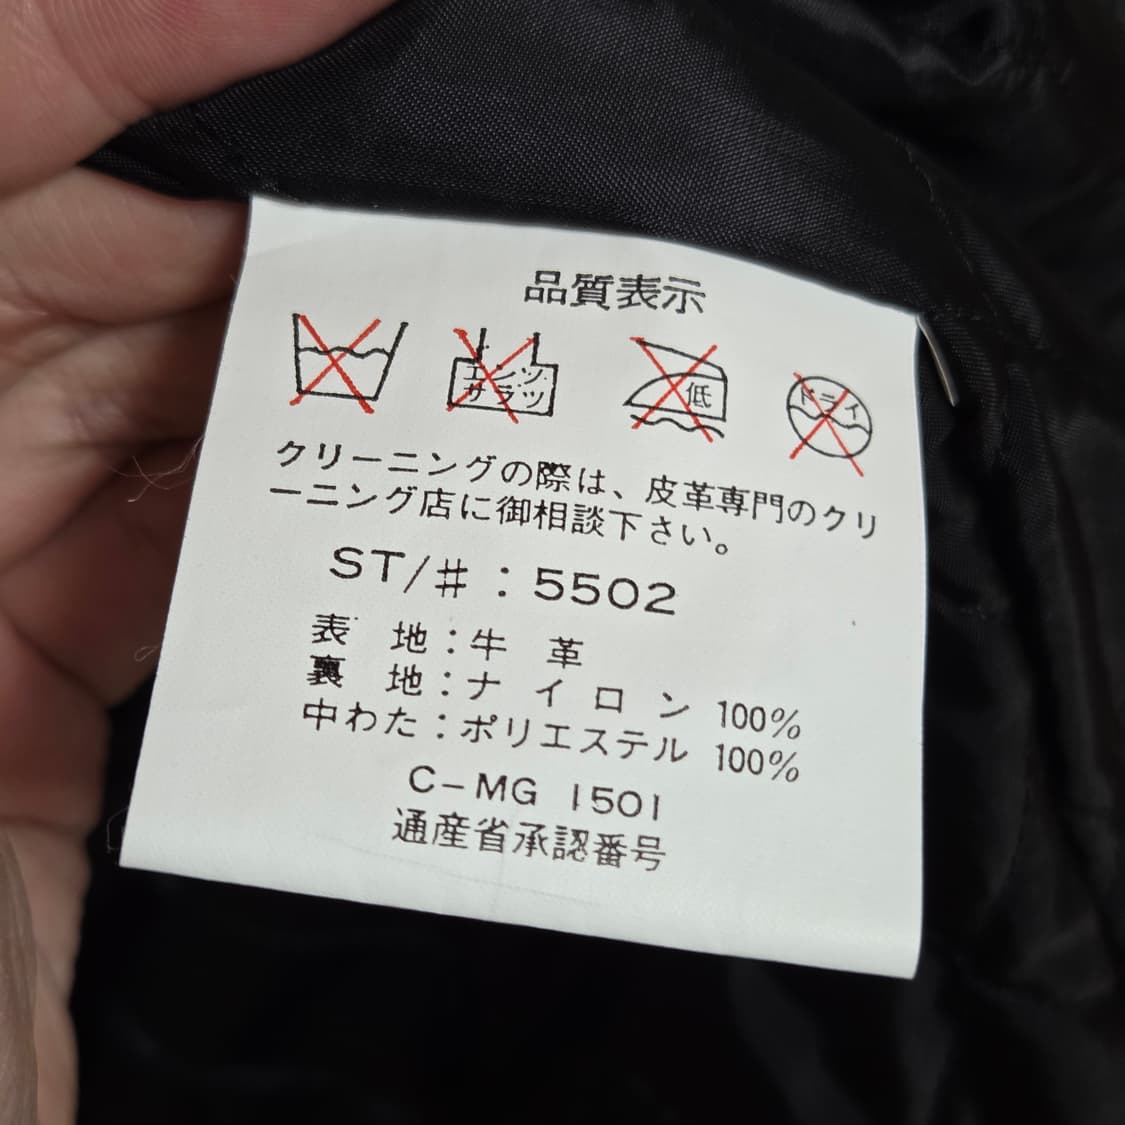 品質表示
エンソ サラツ 低 ドライ
クリーニングの際は、皮革専門のクリ
ーニング店に御相談下さい。
ST/# : 5502
表 地 : 牛 革
裏 地 : ナ イ ロ ン 100%
中わた : ポリエステル 100%
C-MG 1501
通産省承認番号